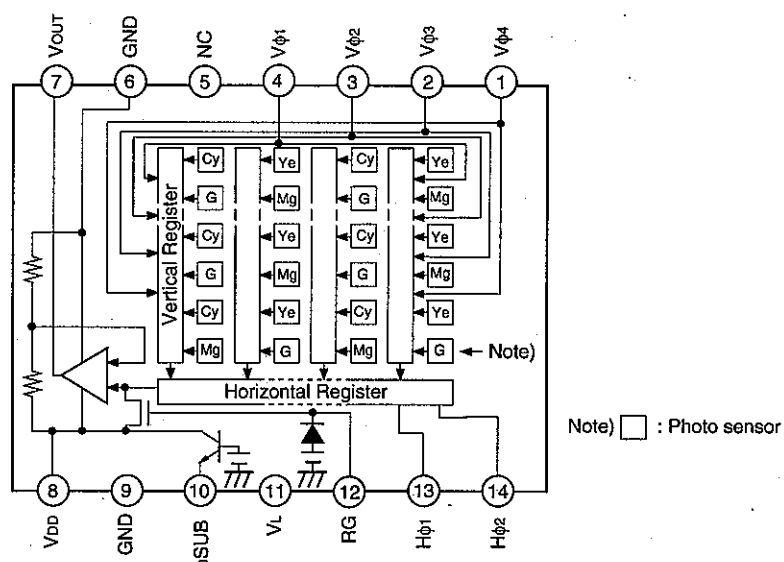 VOUT GND NC Vφ1 Vφ2 Vφ3 Vφ4
7 6 5 4 3 2 1
Cy Ye Cy Ye
G Mg G Mg
Cy Ye Cy Ye
G Mg G Mg
Cy Ye Cy Ye
Mg G Mg G Note)
Vertical Register
Horizontal Register
Note) : Photo sensor
8 9 10 11 12 13 14
VDD GND φSUB VL RG Hφ1 Hφ2